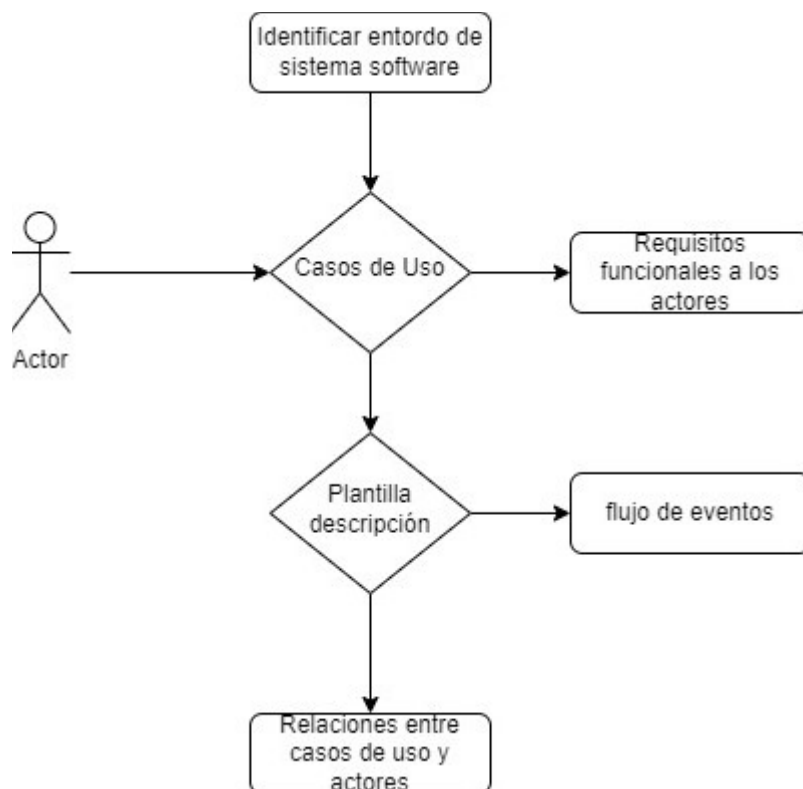 Identificar entordo de
sistema software
Casos de Uso
Requisitos
funcionales a los
actores
Actor
Plantilla
descripción
flujo de eventos
Relaciones entre
casos de uso y
actores